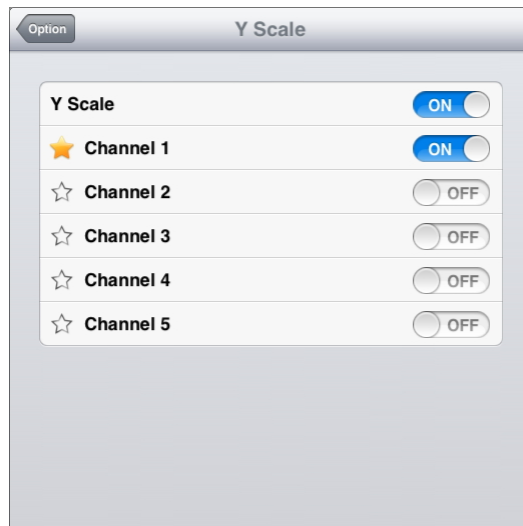 Option
Y Scale
Y Scale ON
Channel 1 ON
Channel 2 OFF
Channel 3 OFF
Channel 4 OFF
Channel 5 OFF